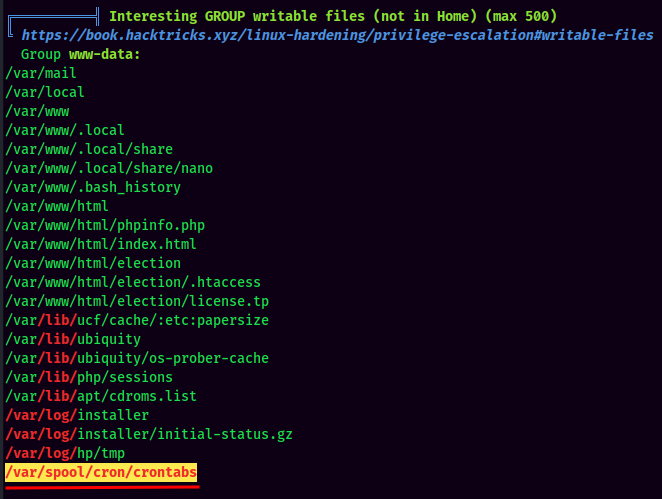 Interesting GROUP writable files (not in Home) (max 500)
https://book.hacktricks.xyz/linux-hardening/privilege-escalation#writable-files
Group www-data:
/var/mail
/var/local
/var/www
/var/www/.local
/var/www/.local/share
/var/www/.local/share/nano
/var/www/.bash_history
/var/www/html
/var/www/html/phpinfo.php
/var/www/html/index.html
/var/www/html/election
/var/www/html/election/.htaccess
/var/www/html/election/license.tp
/var/lib/ucf/cache/:etc:papersize
/var/lib/ubiquity
/var/lib/ubiquity/os-prober-cache
/var/lib/php/sessions
/var/lib/apt/cdroms.list
/var/log/installer
/var/log/installer/initial-status.gz
/var/log/hp/tmp
/var/spool/cron/crontabs